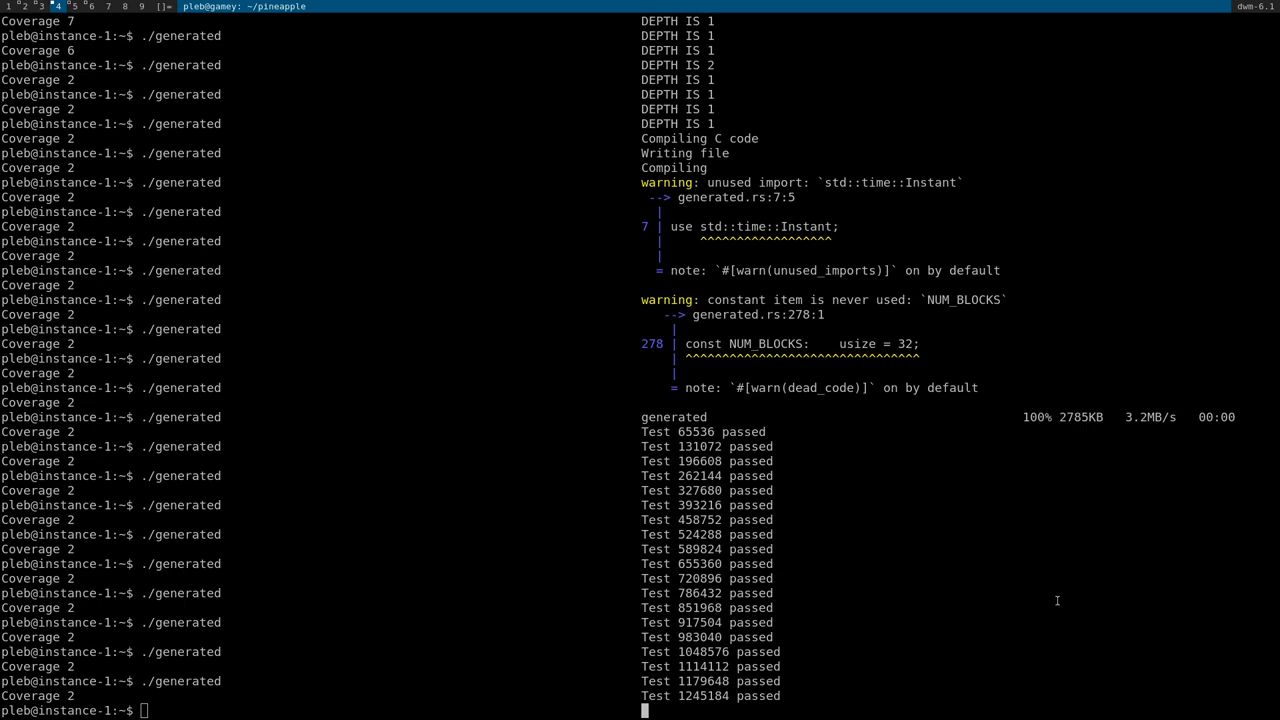 1 2 3 4 5 6 7 8 9 []= pleb@gamey: ~/pineapple dwm-6.1
Coverage 7
pleb@instance-1:~$ ./generated
Coverage 6
pleb@instance-1:~$ ./generated
Coverage 2
pleb@instance-1:~$ ./generated
Coverage 2
pleb@instance-1:~$ ./generated
Coverage 2
pleb@instance-1:~$ ./generated
Coverage 2
pleb@instance-1:~$ ./generated
Coverage 2
pleb@instance-1:~$ ./generated
Coverage 2
pleb@instance-1:~$ ./generated
Coverage 2
pleb@instance-1:~$ ./generated
Coverage 2
pleb@instance-1:~$ ./generated
Coverage 2
pleb@instance-1:~$ ./generated
Coverage 2
pleb@instance-1:~$ ./generated
Coverage 2
pleb@instance-1:~$ ./generated
Coverage 2
pleb@instance-1:~$ ./generated
Coverage 2
pleb@instance-1:~$ ./generated
Coverage 2
pleb@instance-1:~$ ./generated
Coverage 2
pleb@instance-1:~$ ./generated
Coverage 2
pleb@instance-1:~$ ./generated
Coverage 2
pleb@instance-1:~$ ./generated
Coverage 2
pleb@instance-1:~$ ./generated
Coverage 2
pleb@instance-1:~$ ./generated
Coverage 2
pleb@instance-1:~$ ./generated
Coverage 2
pleb@instance-1:~$ ./generated
Coverage 2
pleb@instance-1:~$
DEPTH IS 1
DEPTH IS 1
DEPTH IS 1
DEPTH IS 2
DEPTH IS 1
DEPTH IS 1
DEPTH IS 1
DEPTH IS 1
Compiling C code
Writing file
Compiling
warning: unused import: `std::time::Instant`
--> generated.rs:7:5
|
7 | use std::time::Instant;
| ^^^^^^^^^^^^^^^^^^
|
= note: `#[warn(unused_imports)]` on by default
warning: constant item is never used: `NUM_BLOCKS`
--> generated.rs:278:1
|
278 | const NUM_BLOCKS:    usize = 32;
| ^^^^^^^^^^^^^^^^^^^^^^^^^^^^^^^^
|
= note: `#[warn(dead_code)]` on by default
generated 100% 2785KB 3.2MB/s 00:00
Test 65536 passed
Test 131072 passed
Test 196608 passed
Test 262144 passed
Test 327680 passed
Test 393216 passed
Test 458752 passed
Test 524288 passed
Test 589824 passed
Test 655360 passed
Test 720896 passed
Test 786432 passed
Test 851968 passed
Test 917504 passed
Test 983040 passed
Test 1048576 passed
Test 1114112 passed
Test 1179648 passed
Test 1245184 passed